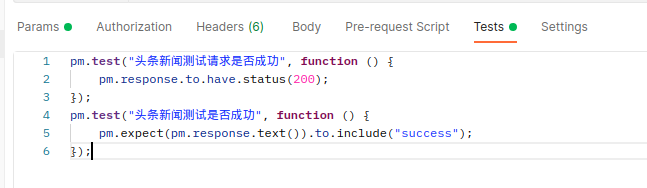 Params Authorization Headers (6) Body Pre-request Script Tests Settings
1 pm.test("头条新闻测试请求是否成功", function () {
2 pm.response.to.have.status(200);
3 });
4 pm.test("头条新闻测试是否成功", function () {
5 pm.expect(pm.response.text()).to.include("success");
6 });